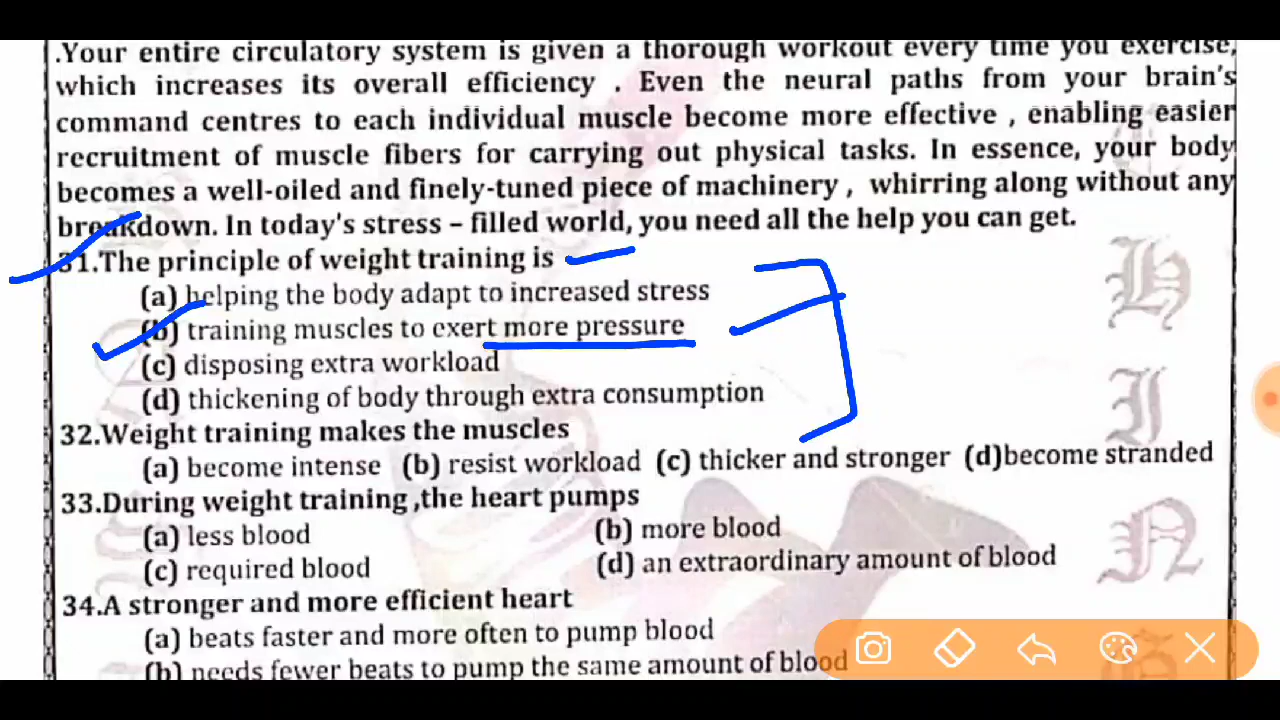 .Your entire circulatory system is given a thorough workout every time you exercise,
which increases its overall efficiency . Even the neural paths from your brain's
command centres to each individual muscle become more effective , enabling easier
recruitment of muscle fibers for carrying out physical tasks. In essence, your body
becomes a well-oiled and finely-tuned piece of machinery , whirring along without any
breakdown. In today's stress – filled world, you need all the help you can get.
31.The principle of weight training is
(a) helping the body adapt to increased stress
(b) training muscles to exert more pressure
(c) disposing extra workload
(d) thickening of body through extra consumption
32.Weight training makes the muscles
(a) become intense (b) resist workload (c) thicker and stronger (d)become stranded
33.During weight training ,the heart pumps
(a) less blood (b) more blood
(c) required blood (d) an extraordinary amount of blood
34.A stronger and more efficient heart
(a) beats faster and more often to pump blood
(b) needs fewer beats to pump the same amount of blood